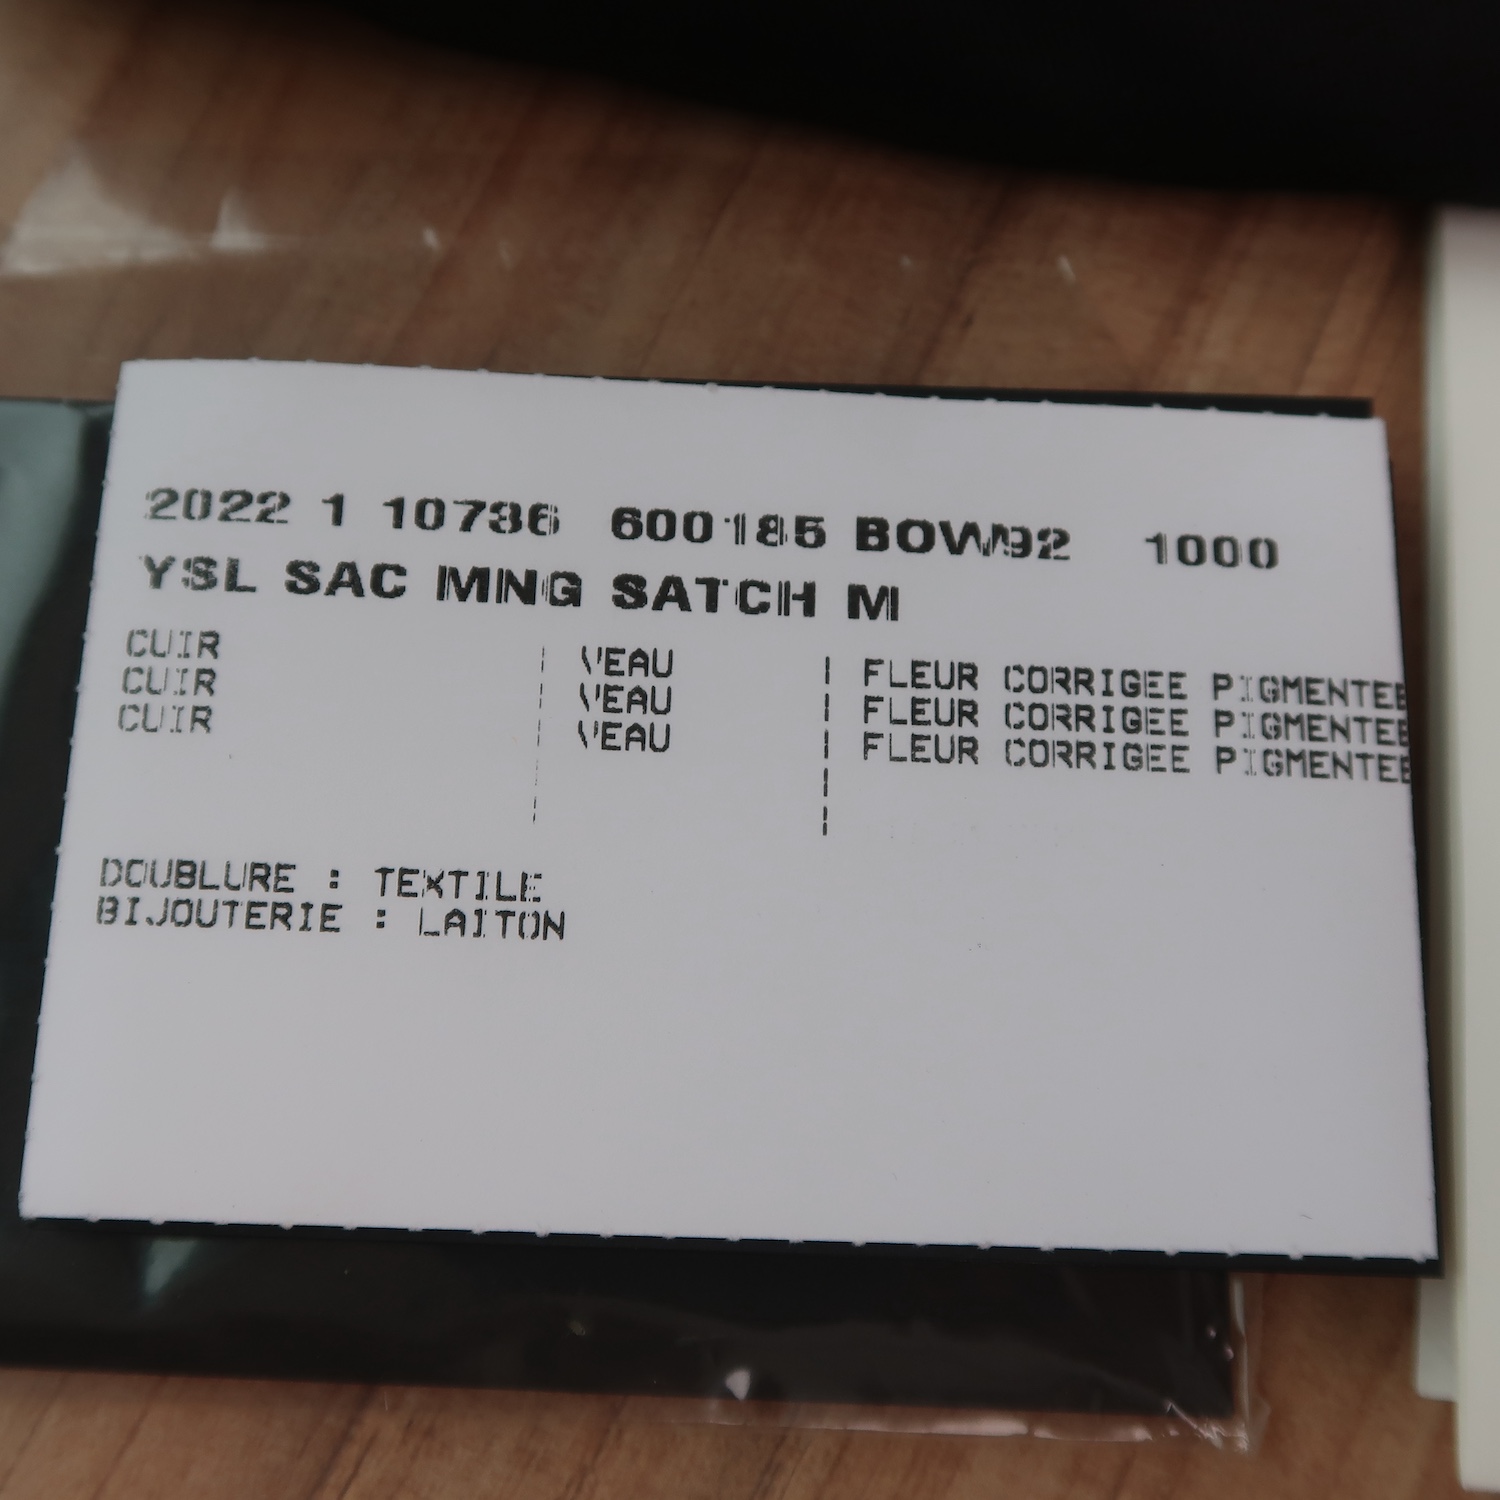 2022 1 10736 600185 BOW92 1000
YSL SAC MNG SATCH M
CUIR | VEAU | FLEUR CORRIGEE PIGMENTEE
CUIR | VEAU | FLEUR CORRIGEE PIGMENTEE
CUIR | VEAU | FLEUR CORRIGEE PIGMENTEE
DOUBLURE : TEXTILE
BIJOUTERIE : LAITON